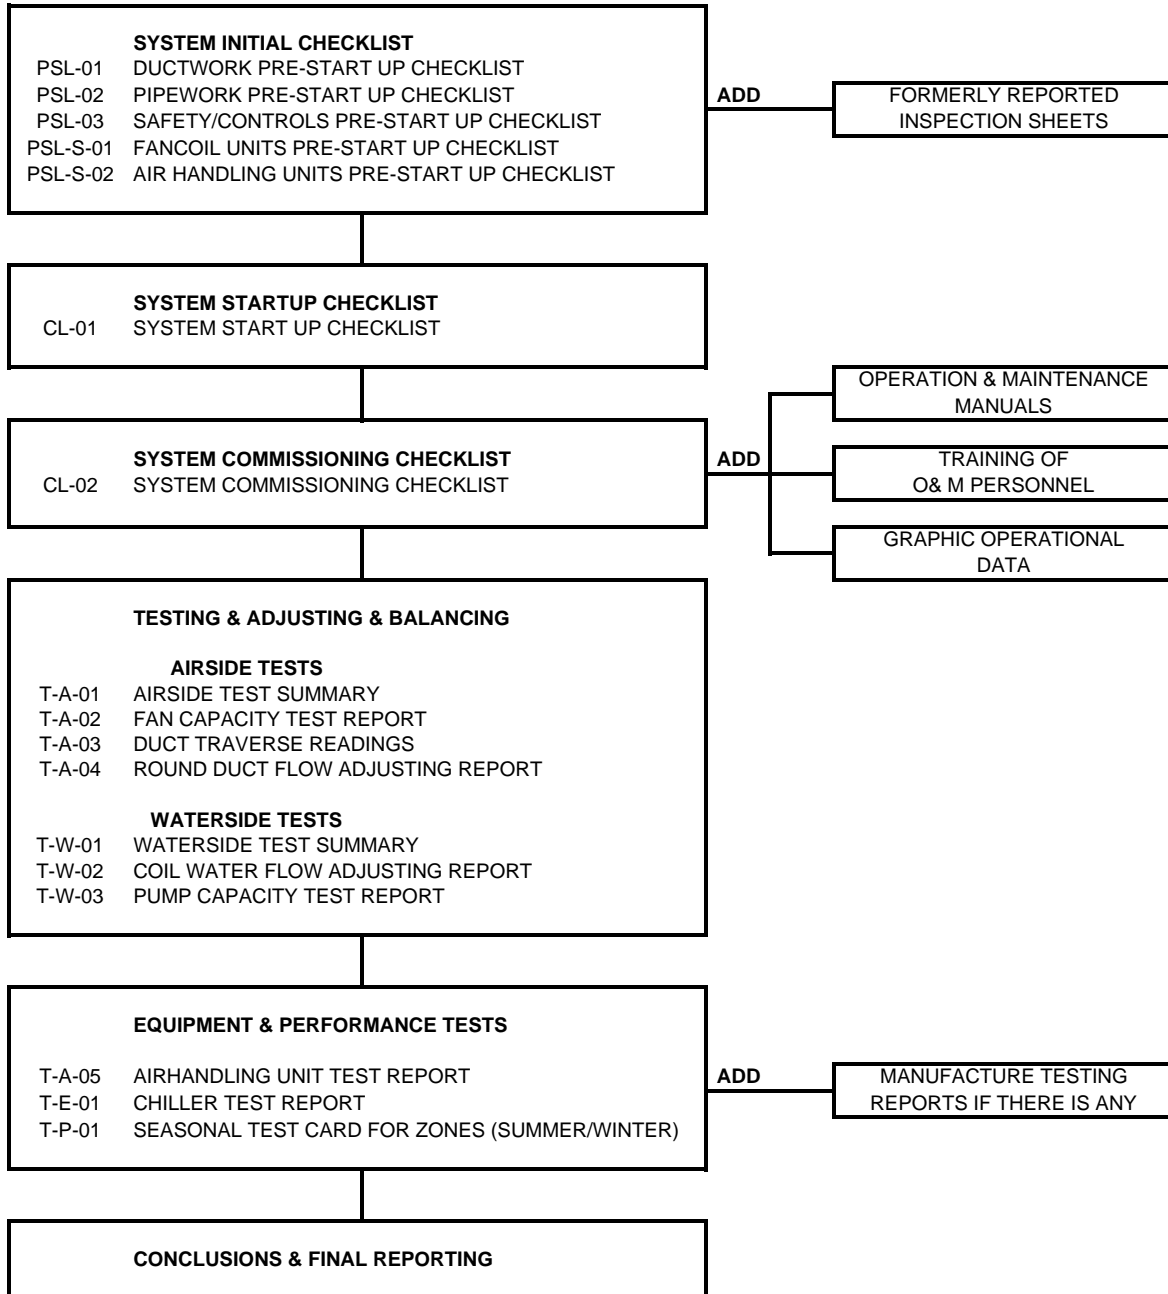 SYSTEM INITIAL CHECKLIST
PSL-01 DUCTWORK PRE-START UP CHECKLIST
PSL-02 PIPEWORK PRE-START UP CHECKLIST
PSL-03 SAFETY/CONTROLS PRE-START UP CHECKLIST
PSL-S-01 FANCOIL UNITS PRE-START UP CHECKLIST
PSL-S-02 AIR HANDLING UNITS PRE-START UP CHECKLIST
ADD
FORMERLY REPORTED
INSPECTION SHEETS
SYSTEM STARTUP CHECKLIST
CL-01 SYSTEM START UP CHECKLIST
SYSTEM COMMISSIONING CHECKLIST
CL-02 SYSTEM COMMISSIONING CHECKLIST
ADD
OPERATION & MAINTENANCE
MANUALS
TRAINING OF
O& M PERSONNEL
GRAPHIC OPERATIONAL
DATA
TESTING & ADJUSTING & BALANCING
AIRSIDE TESTS
T-A-01 AIRSIDE TEST SUMMARY
T-A-02 FAN CAPACITY TEST REPORT
T-A-03 DUCT TRAVERSE READINGS
T-A-04 ROUND DUCT FLOW ADJUSTING REPORT
WATERSIDE TESTS
T-W-01 WATERSIDE TEST SUMMARY
T-W-02 COIL WATER FLOW ADJUSTING REPORT
T-W-03 PUMP CAPACITY TEST REPORT
EQUIPMENT & PERFORMANCE TESTS
T-A-05 AIRHANDLING UNIT TEST REPORT
T-E-01 CHILLER TEST REPORT
T-P-01 SEASONAL TEST CARD FOR ZONES (SUMMER/WINTER)
ADD
MANUFACTURE TESTING
REPORTS IF THERE IS ANY
CONCLUSIONS & FINAL REPORTING